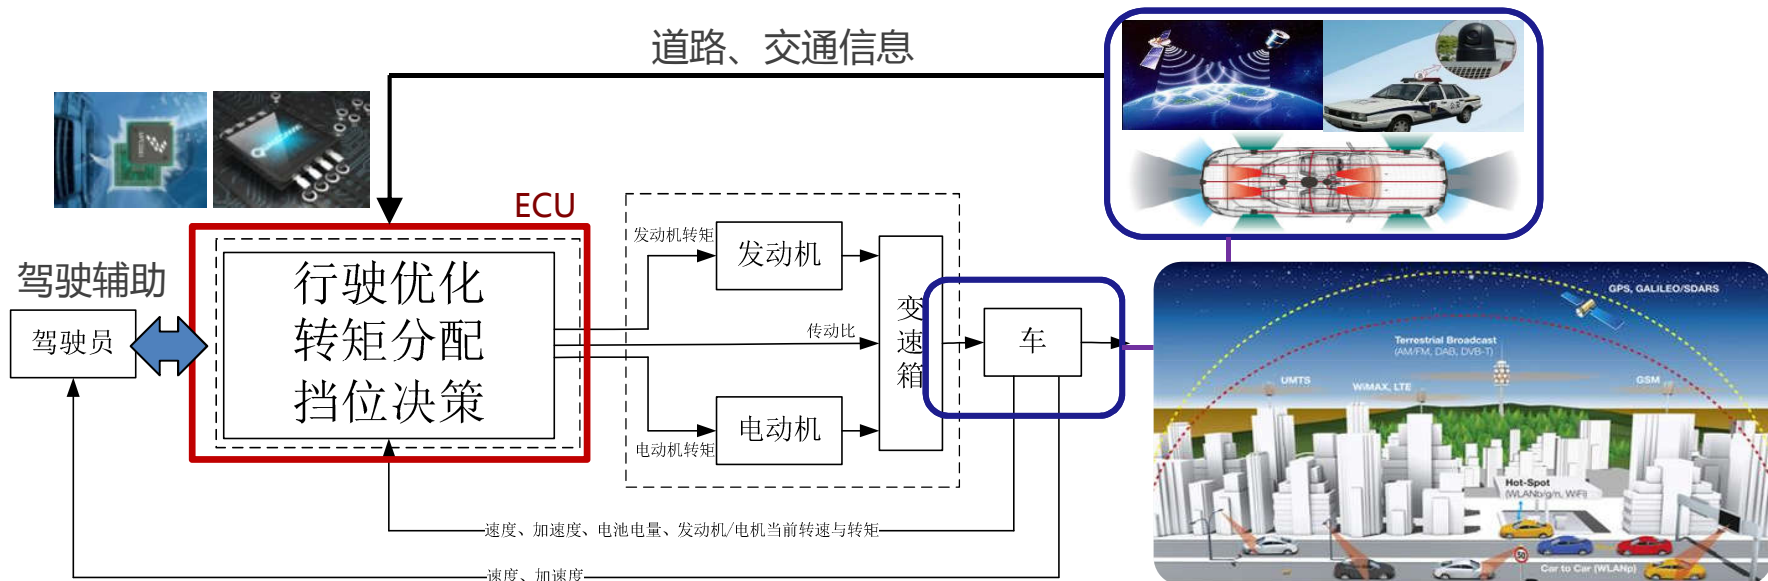 道路、交通信息
ECU
驾驶辅助
驾驶员
行驶优化
转矩分配
挡位决策
发动机转矩
发动机
传动比
电动机转矩
电动机
变速箱
车
速度、加速度、电池电量、发动机/电机当前转速与转矩
速度、加速度
GPS, GALILEO/SDARS
Terrestrial Broadcast
(AM/FM, DAB, DVB-T)
UMTS
WiMAX, LTE
GSM
Hot-Spot
(WLANb/g/n, WiFi)
50
Car to Car (WLANp)